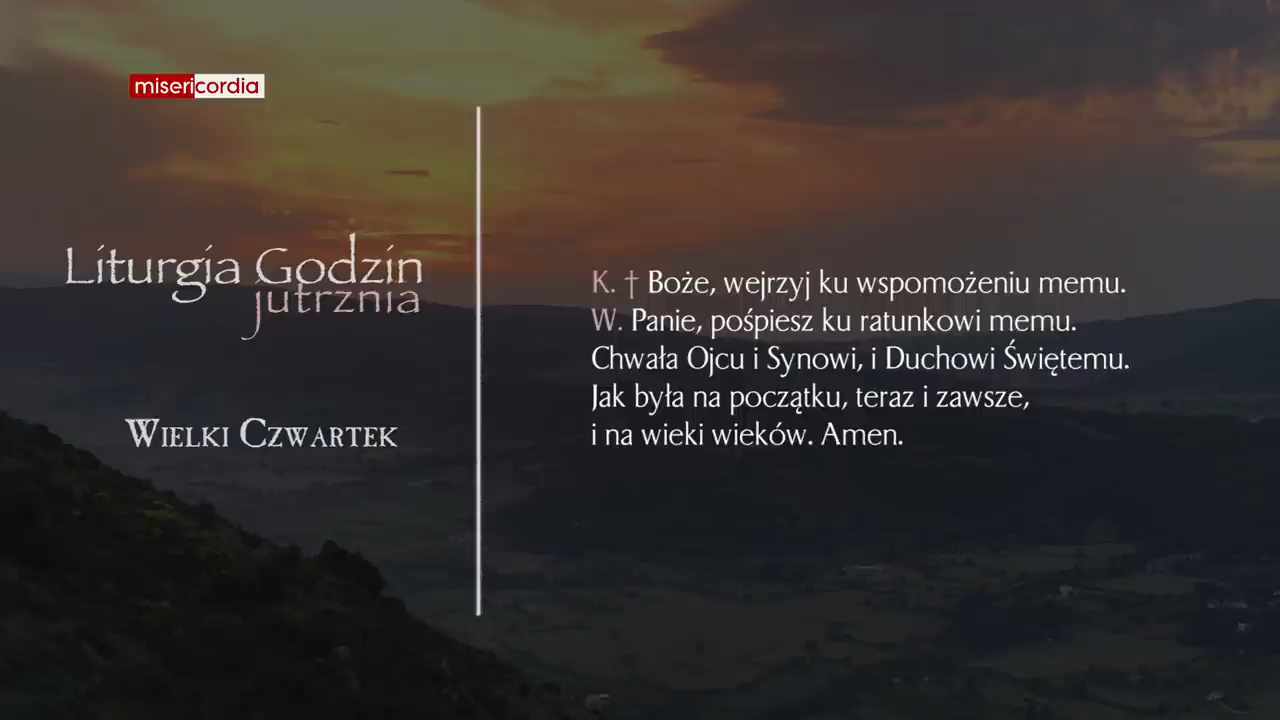 misericordia
Liturgia Godzin
jutrznia
Wielki Czwartek
K. † Boże, wejrzyj ku wspomożeniu memu.
W. Panie, pośpiesz ku ratunkowi memu.
Chwała Ojcu i Synowi, i Duchowi Świętemu.
Jak była na początku, teraz i zawsze,
i na wieki wieków. Amen.